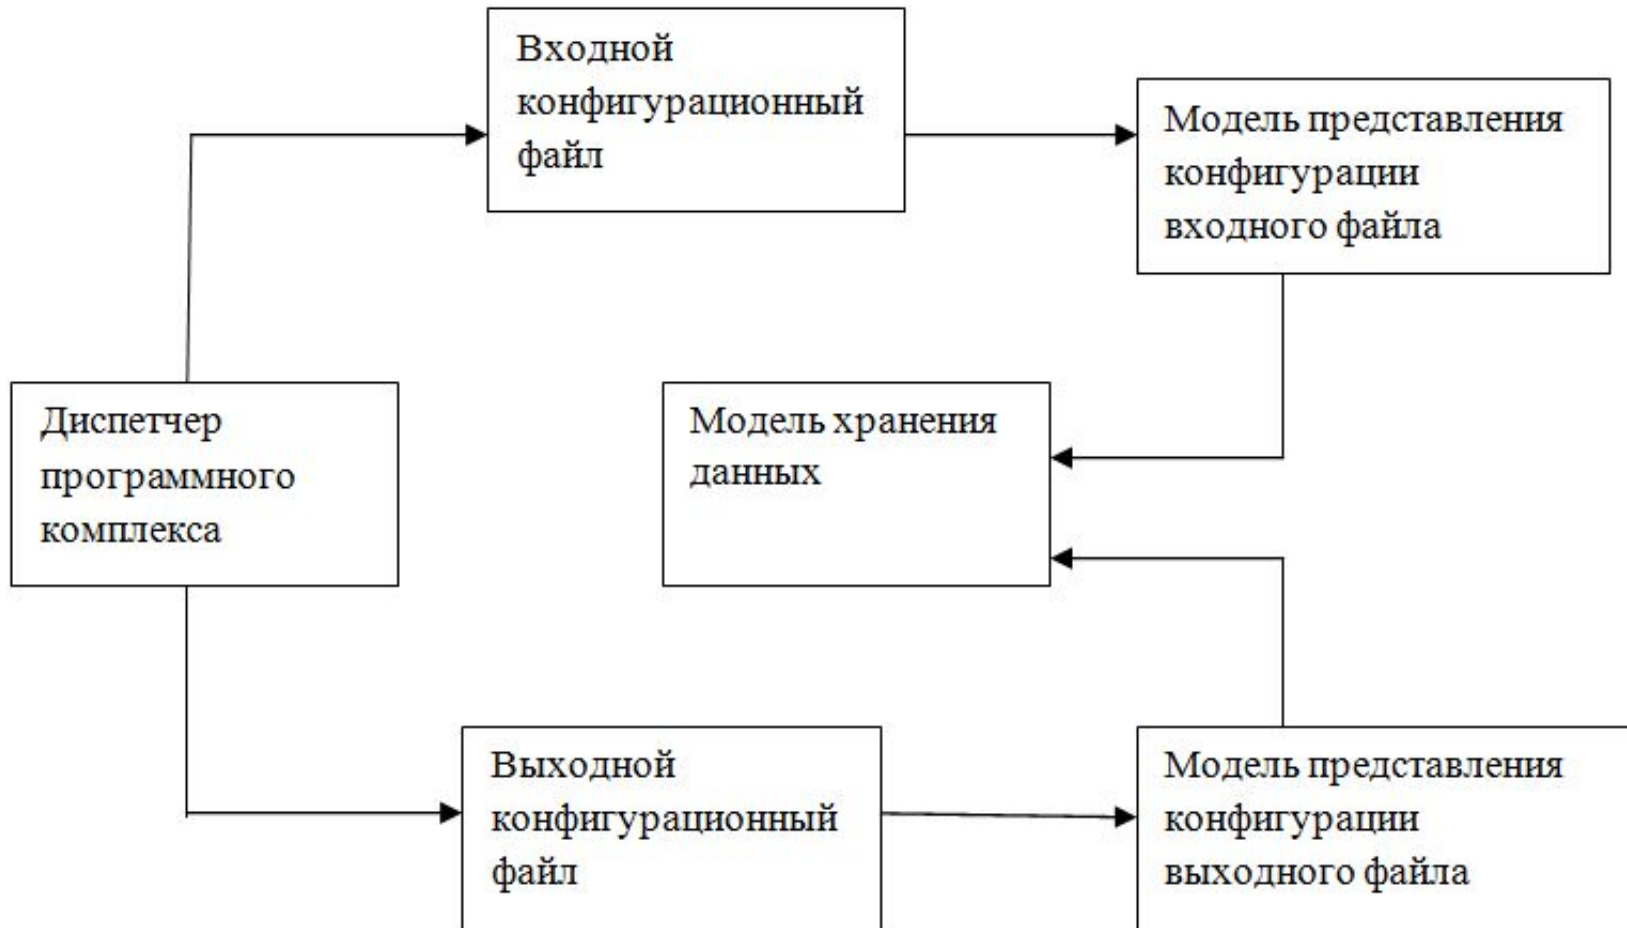 Входной
конфигурационный
файл
Модель представления
конфигурации
входного файла
Диспетчер
программного
комплекса
Модель хранения
данных
Выходной
конфигурационный
файл
Модель представления
конфигурации
выходного файла